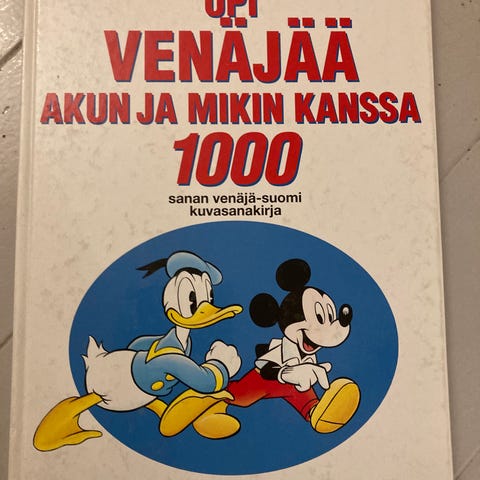 OPI
VENÄJÄÄ
AKUN JA MIKIN KANSSA
1000
sanan venäjä-suomi
kuvasanakirja